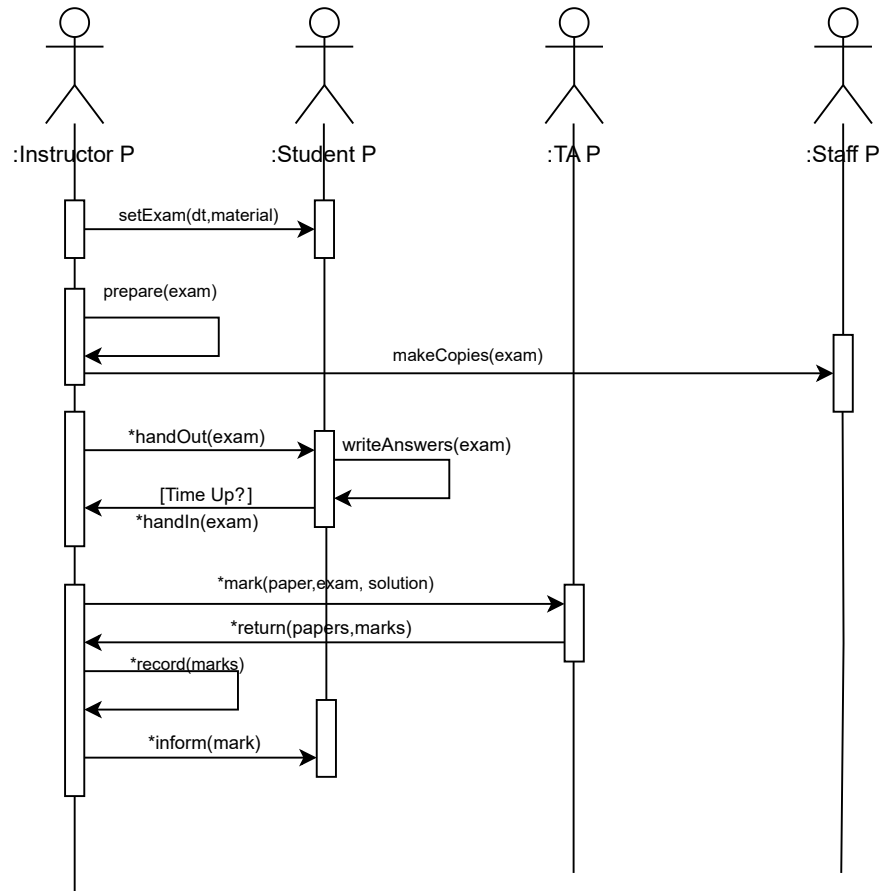 :Instructor P
:Student P
:TA P
:Staff P
setExam(dt,material)
prepare(exam)
makeCopies(exam)
*handOut(exam)
writeAnswers(exam)
[Time Up?]
*handIn(exam)
*mark(paper,exam, solution)
*return(papers,marks)
*record(marks)
*inform(mark)